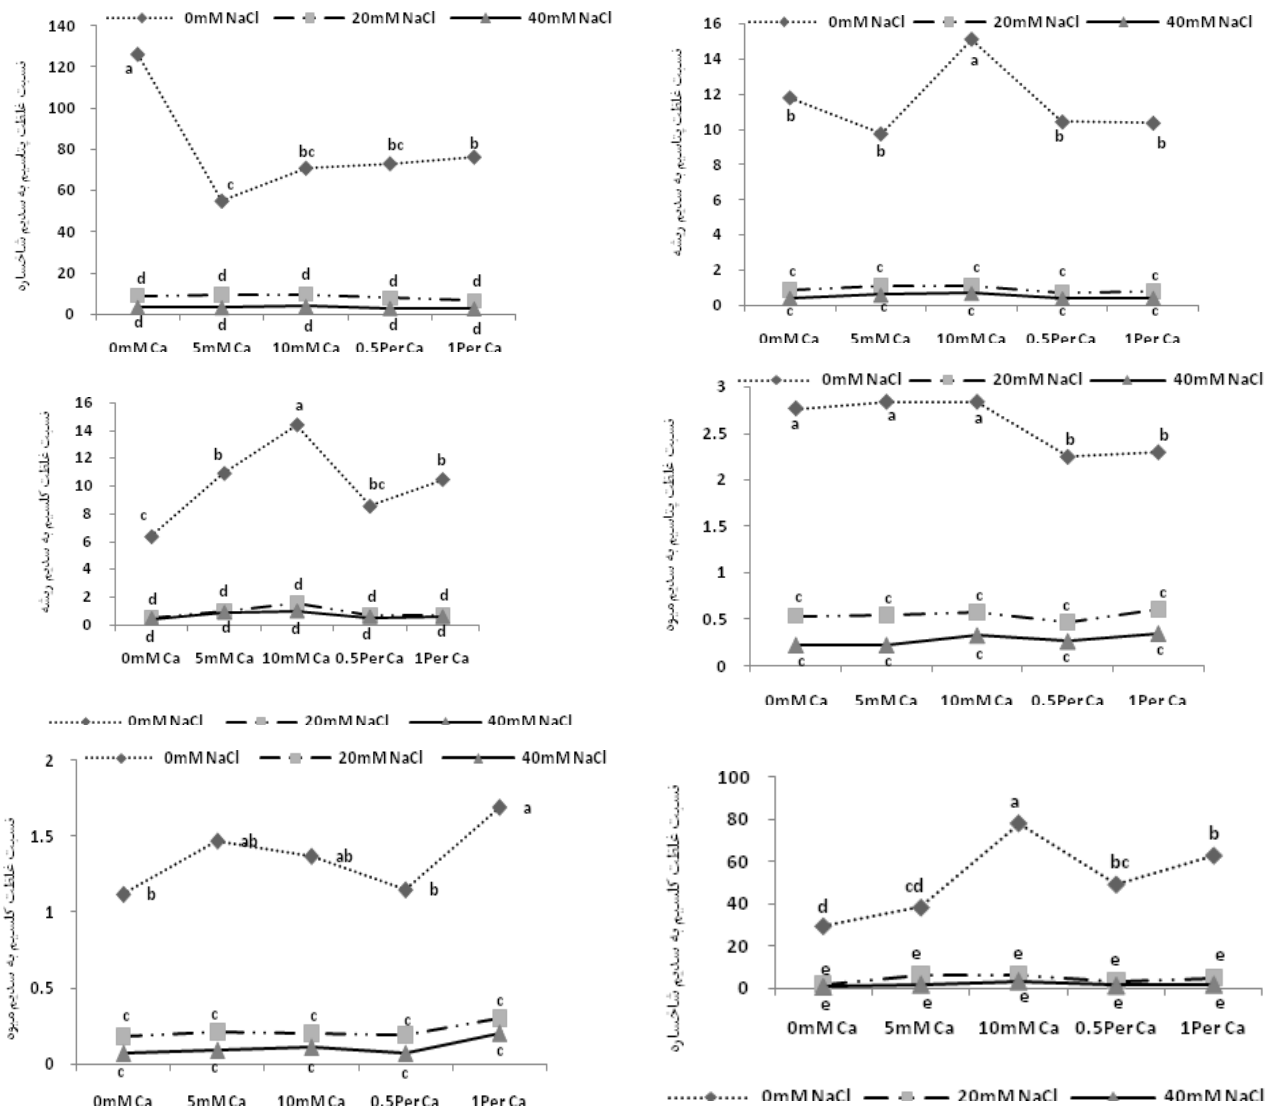 0mM NaCl 20mM NaCl 40mM NaCl
نسبت غلظت پتاسیم به سدیم شاخساره
140
120
100
80
60
40
20
0
a
c
bc
bc
b
d d d d d
d d d d d
0mM Ca 5mM Ca 10mM Ca 0.5Per Ca 1Per Ca
0mM NaCl 20mM NaCl 40mM NaCl
نسبت غلظت پتاسیم به سدیم ریشه
16
14
12
10
8
6
4
2
0
b
b
a
b
b
c c c c c
c c c c c
0mM Ca 5mM Ca 10mM Ca 0.5Per Ca 1Per Ca
نسبت غلظت کلسیم به سدیم ریشه
16
14
12
10
8
6
4
2
0
c
b
a
bc
b
d d d d d
d d d d d
0mM Ca 5mM Ca 10mM Ca 0.5Per Ca 1Per Ca
0mM NaCl 20mM NaCl 40mM NaCl
0mM NaCl 20mM NaCl 40mM NaCl
نسبت غلظت پتاسیم به سدیم میوه
3
2.5
2
1.5
1
0.5
0
a
a
a
b
b
c c c c c
c c c c c
0mM Ca 5mM Ca 10mM Ca 0.5Per Ca 1Per Ca
0mM NaCl 20mM NaCl 40mM NaCl
نسبت غلظت کلسیم به سدیم میوه
2
1.5
1
0.5
0
b
ab
ab
b
a
c c c c c
c c c c c
0mM Ca 5mM Ca 10mM Ca 0.5Per Ca 1Per Ca
نسبت غلظت کلسیم به سدیم شاخساره
100
80
60
40
20
0
d
cd
a
bc
b
e e e e e
e e e e e
0mM Ca 5mM Ca 10mM Ca 0.5Per Ca 1Per Ca
0mM NaCl 20mM NaCl 40mM NaCl